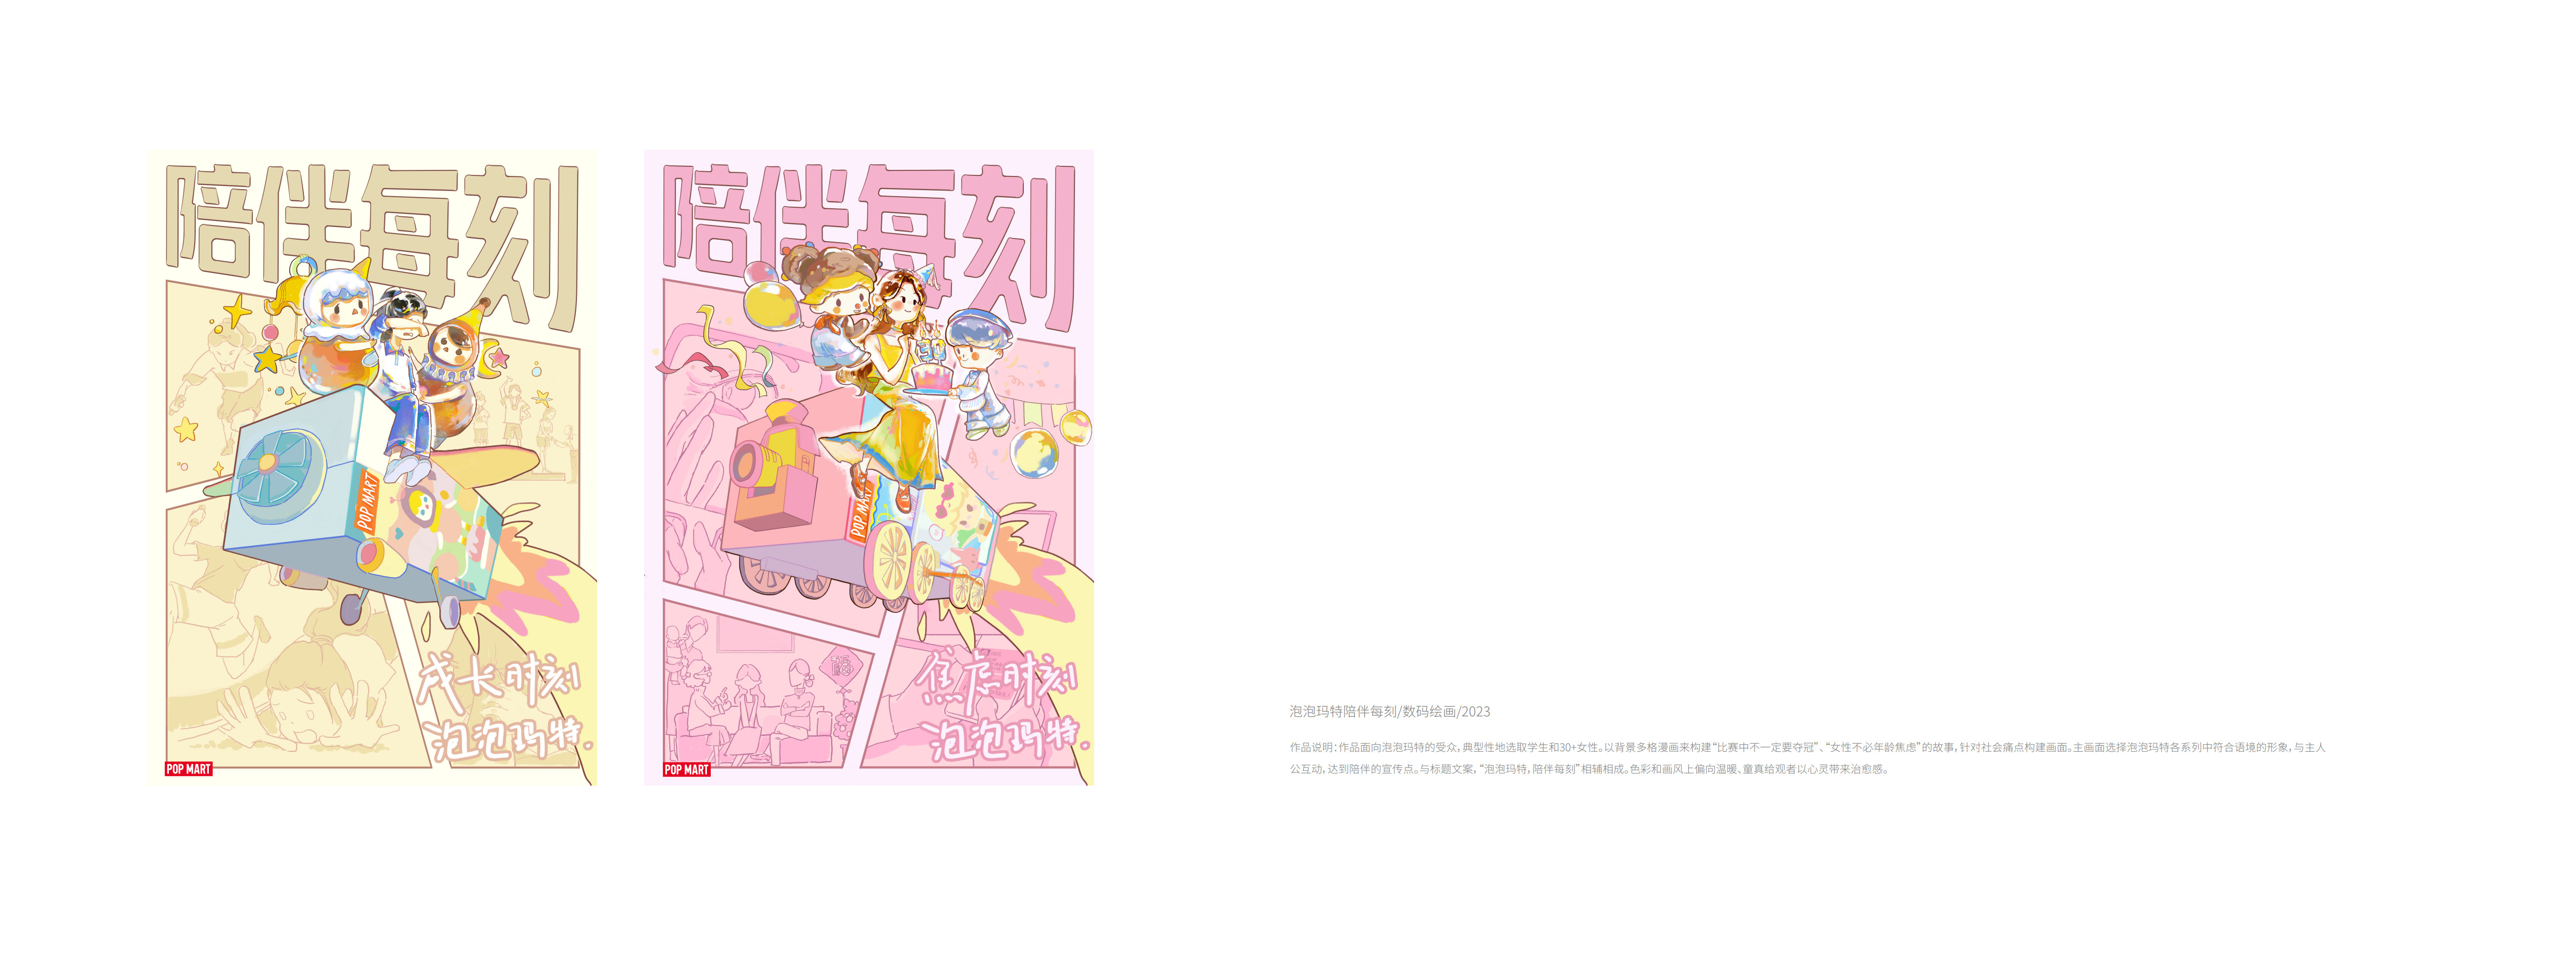 陪伴每刻
POP MART
成长时刻
泡泡玛特.
POP MART
陪伴每刻
POP MART
焦虑时刻
泡泡玛特.
POP MART
泡泡玛特陪伴每刻/数码绘画/2023
作品说明：作品面向泡泡玛特的受众，典型性地选取学生和30+女性。以背景多格漫画来构建“比赛中不一定要夺冠”、“女性不必年龄焦虑”的故事，针对社会痛点构建画面。主画面选择泡泡玛特各系列中符合语境的形象，与主人
公互动，达到陪伴的宣传点。与标题文案，“泡泡玛特，陪伴每刻”相辅相成。色彩和画风上偏向温暖、童真给观者以心灵带来治愈感。